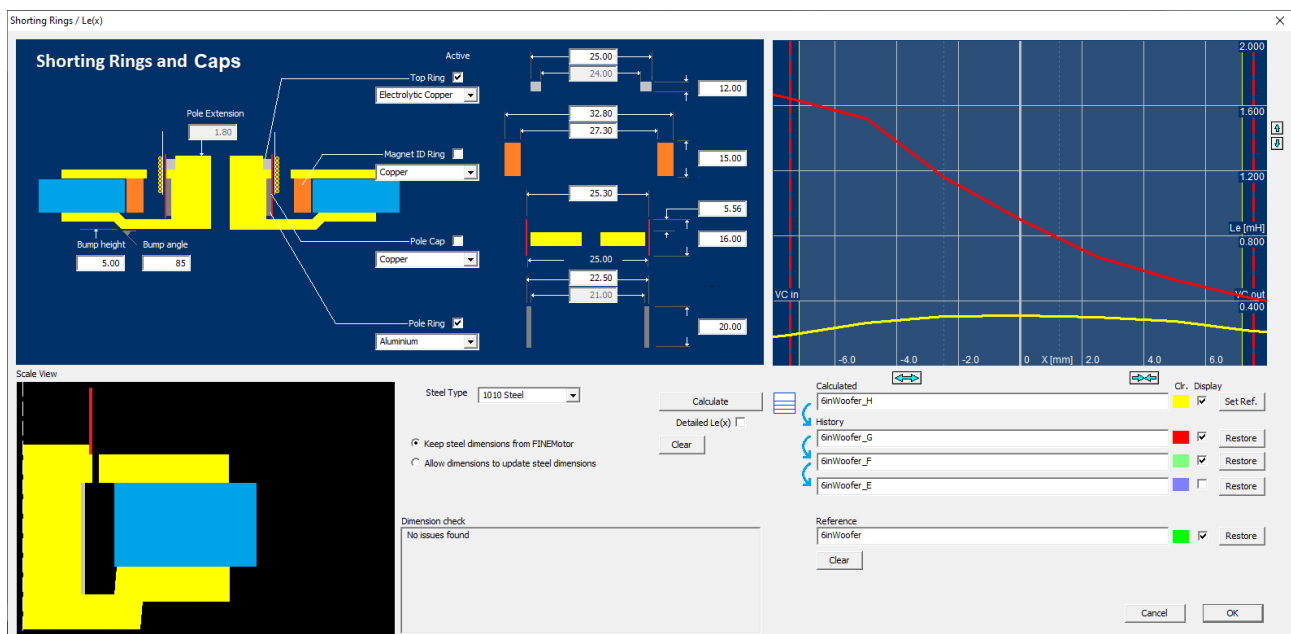 Shorting Rings / Le(x)
Shorting Rings and Caps
Active
Top Ring
Electrolytic Copper
Pole Extension
1.80
Magnet ID Ring
Copper
Bump height
Bump angle
5.00
85
Pole Cap
Copper
Pole Ring
Aluminium
25.00
24.00
12.00
32.80
27.30
15.00
25.30
5.56
16.00
25.00
22.50
21.00
20.00
2.000
1.600
1.200
Le [mH]
0.800
VC in
VC out
0.400
-6.0
-4.0
-2.0
0
X [mm]
2.0
4.0
6.0
Scale View
Steel Type
1010 Steel
Calculate
Detailed Le(x)
Clear
Keep steel dimensions from FINEMotor
Allow dimensions to update steel dimensions
Dimension check
No issues found
Calculated
Clr.
Display
6inWoofer_H
Set Ref.
History
6inWoofer_G
Restore
6inWoofer_F
Restore
6inWoofer_E
Restore
Reference
6inWoofer
Restore
Clear
Cancel
OK